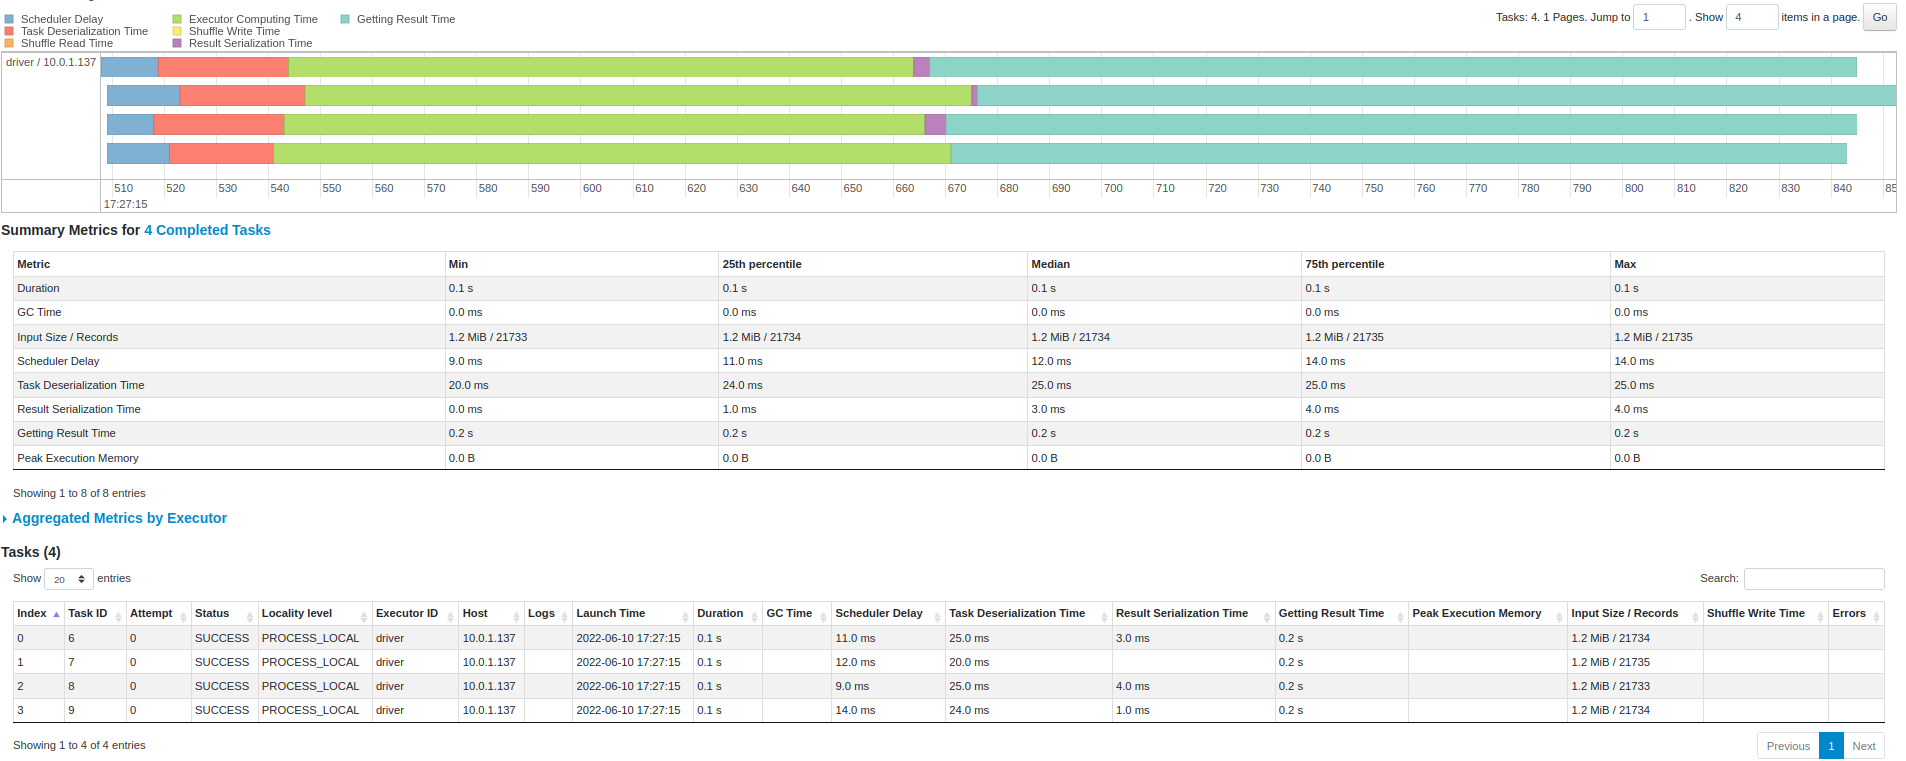 Scheduler Delay Executor Computing Time Getting Result Time
Task Deserialization Time Shuffle Write Time
Shuffle Read Time Result Serialization Time
Tasks: 4. 1 Pages. Jump to 1 . Show 4 items in a page. Go
driver / 10.0.1.137
510 520 530 540 550 560 570 580 590 600 610 620 630 640 650 660 670 680 690 700 710 720 730 740 750 760 770 780 790 800 810 820 830 840
17:27:15
Summary Metrics for 4 Completed Tasks
Metric Min 25th percentile Median 75th percentile Max
Duration 0.1 s 0.1 s 0.1 s 0.1 s 0.1 s
GC Time 0.0 ms 0.0 ms 0.0 ms 0.0 ms 0.0 ms
Input Size / Records 1.2 MiB / 21733 1.2 MiB / 21734 1.2 MiB / 21734 1.2 MiB / 21735 1.2 MiB / 21735
Scheduler Delay 9.0 ms 11.0 ms 12.0 ms 14.0 ms 14.0 ms
Task Deserialization Time 20.0 ms 24.0 ms 25.0 ms 25.0 ms 25.0 ms
Result Serialization Time 0.0 ms 1.0 ms 3.0 ms 4.0 ms 4.0 ms
Getting Result Time 0.2 s 0.2 s 0.2 s 0.2 s 0.2 s
Peak Execution Memory 0.0 B 0.0 B 0.0 B 0.0 B 0.0 B
Showing 1 to 8 of 8 entries
Aggregated Metrics by Executor
Tasks (4)
Show 20 entries Search:
Index Task ID Attempt Status Locality level Executor ID Host Logs Launch Time Duration GC Time Scheduler Delay Task Deserialization Time Result Serialization Time Getting Result Time Peak Execution Memory Input Size / Records Shuffle Write Time Errors
0 6 0 SUCCESS PROCESS_LOCAL driver 10.0.1.137 2022-06-10 17:27:15 0.1 s 11.0 ms 25.0 ms 3.0 ms 0.2 s 1.2 MiB / 21734
1 7 0 SUCCESS PROCESS_LOCAL driver 10.0.1.137 2022-06-10 17:27:15 0.1 s 12.0 ms 20.0 ms 0.2 s 1.2 MiB / 21735
2 8 0 SUCCESS PROCESS_LOCAL driver 10.0.1.137 2022-06-10 17:27:15 0.1 s 9.0 ms 25.0 ms 4.0 ms 0.2 s 1.2 MiB / 21733
3 9 0 SUCCESS PROCESS_LOCAL driver 10.0.1.137 2022-06-10 17:27:15 0.1 s 14.0 ms 24.0 ms 1.0 ms 0.2 s 1.2 MiB / 21734
Showing 1 to 4 of 4 entries Previous 1 Next